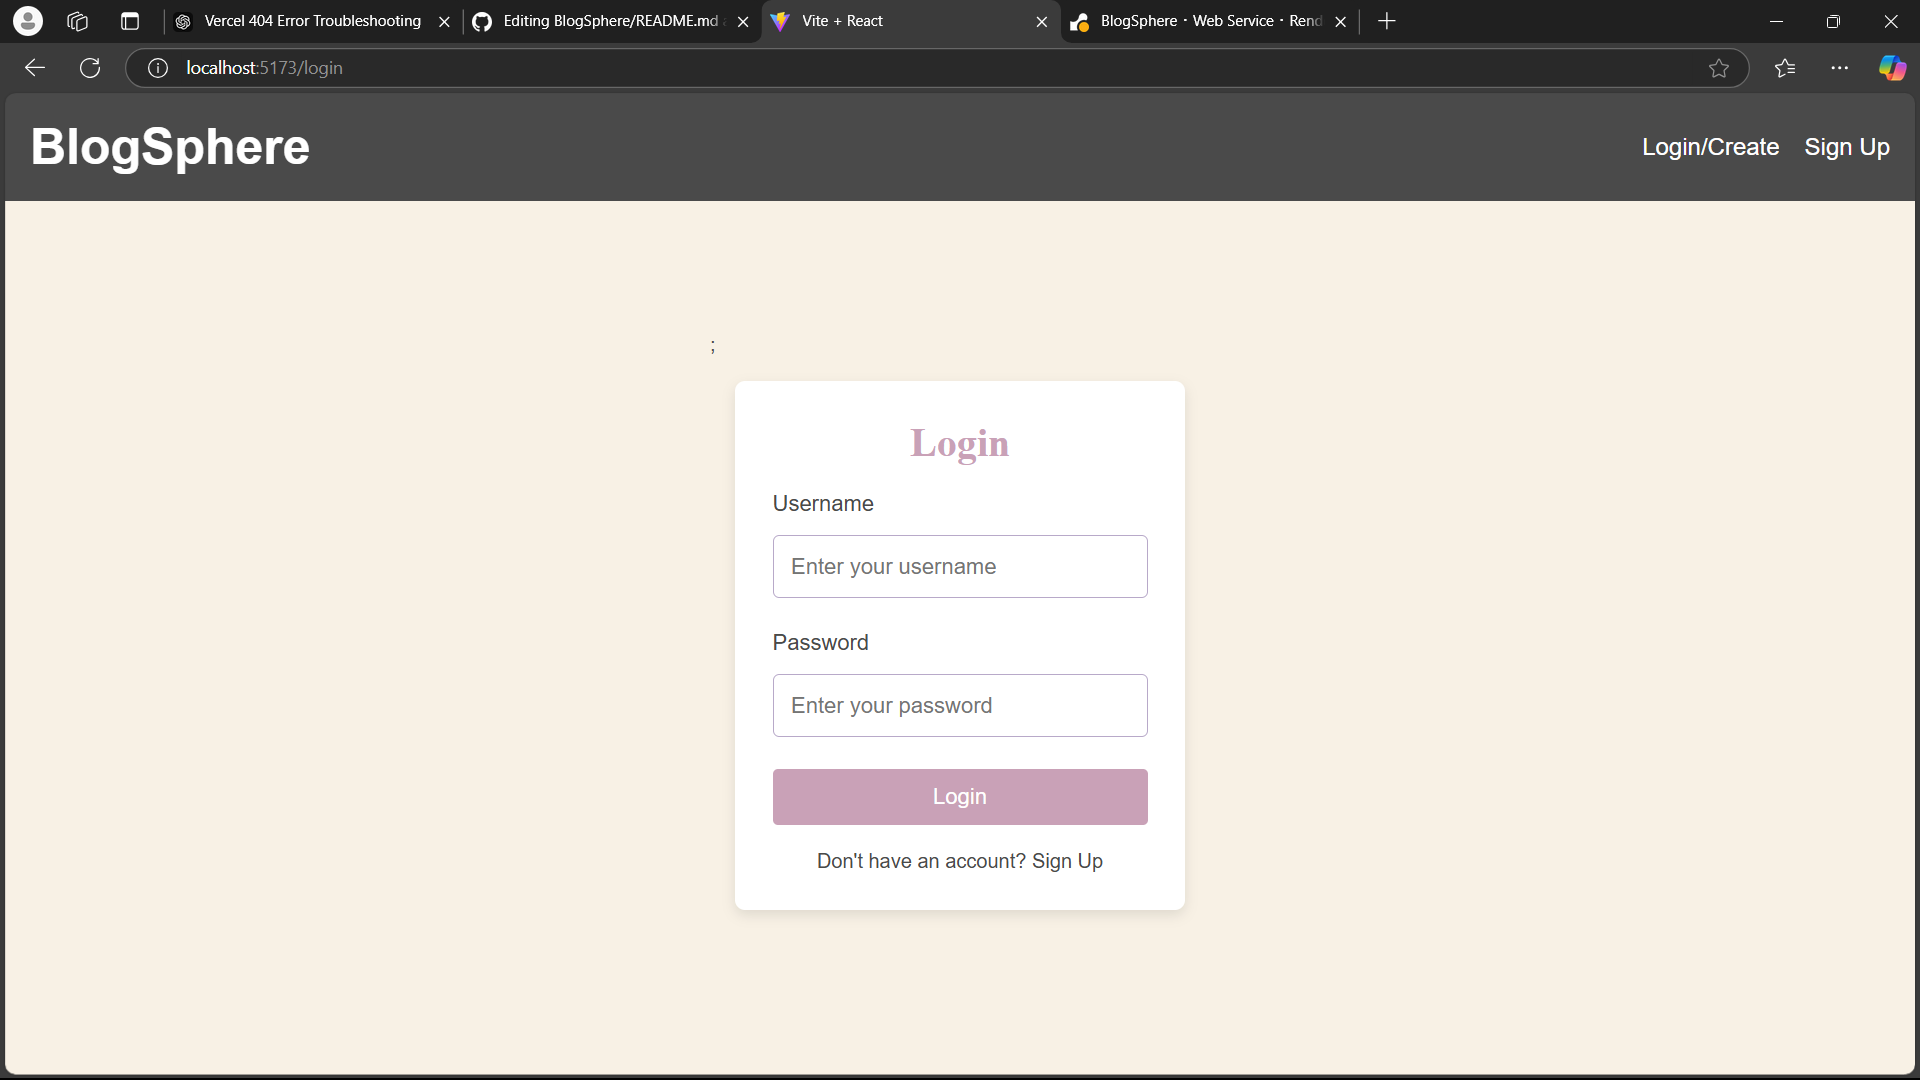 Vercel 404 Error Troubleshooting
Editing BlogSphere/README.md
Vite + React
BlogSphere · Web Service · Rend
localhost:5173/login
BlogSphere
Login/Create
Sign Up
;
Login
Username
Enter your username
Password
Enter your password
Login
Don't have an account? Sign Up